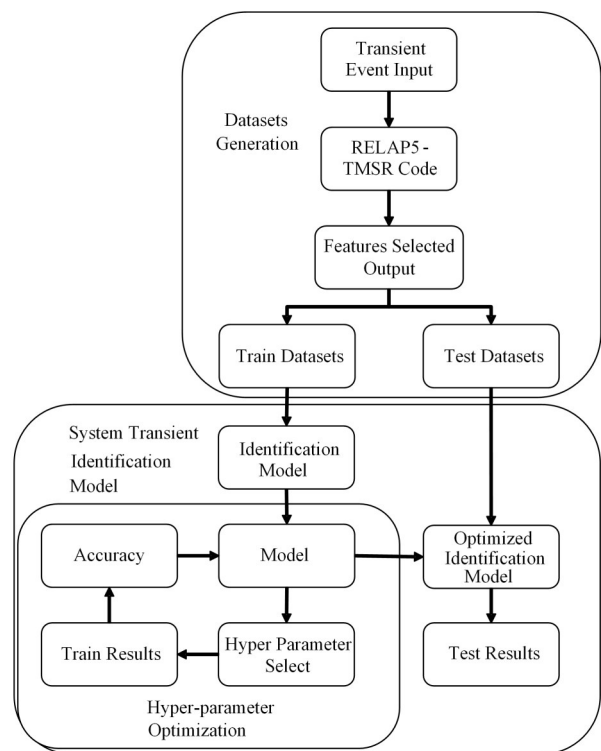 Transient
Event Input
Datasets
Generation
RELAP5 -
TMSR Code
Features Selected
Output
Train Datasets
Test Datasets
System Transient
Identification
Model
Identification
Model
Accuracy
Model
Optimized
Identification
Model
Train Results
Hyper Parameter
Select
Test Results
Hyper-parameter
Optimization